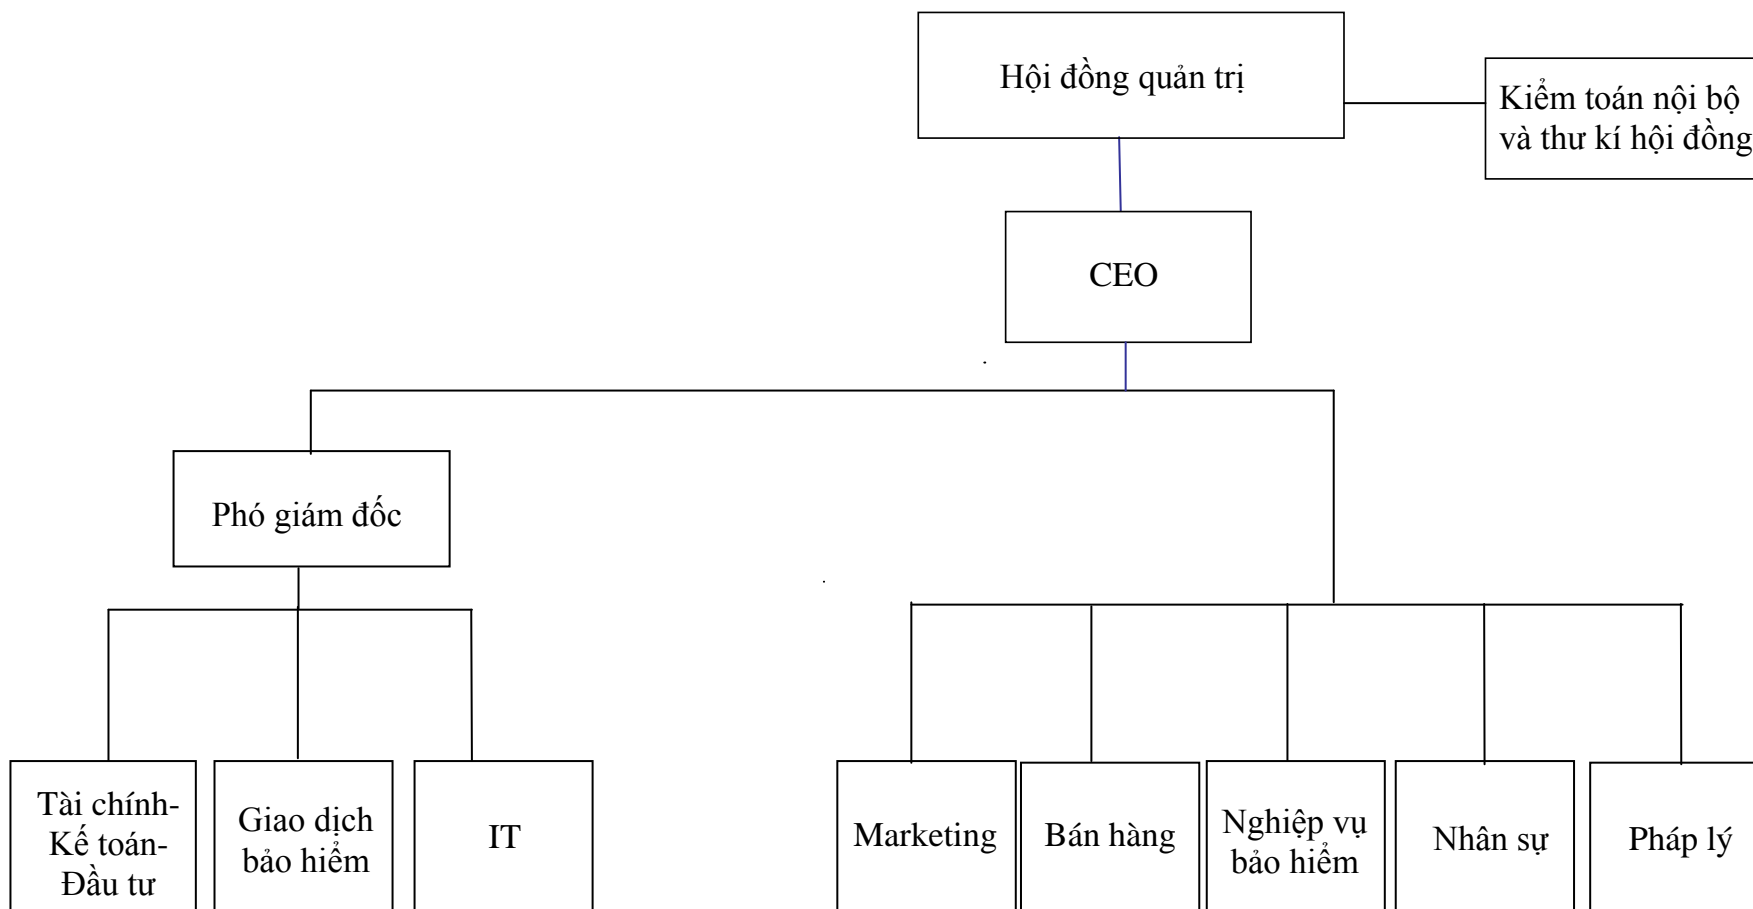 Hội đồng quản trị
Kiểm toán nội bộ
và thư kí hội đồng
CEO
Phó giám đốc
Tài chính-
Kế toán-
Đầu tư
Giao dịch
bảo hiểm
IT
Marketing
Bán hàng
Nghiệp vụ
bảo hiểm
Nhân sự
Pháp lý